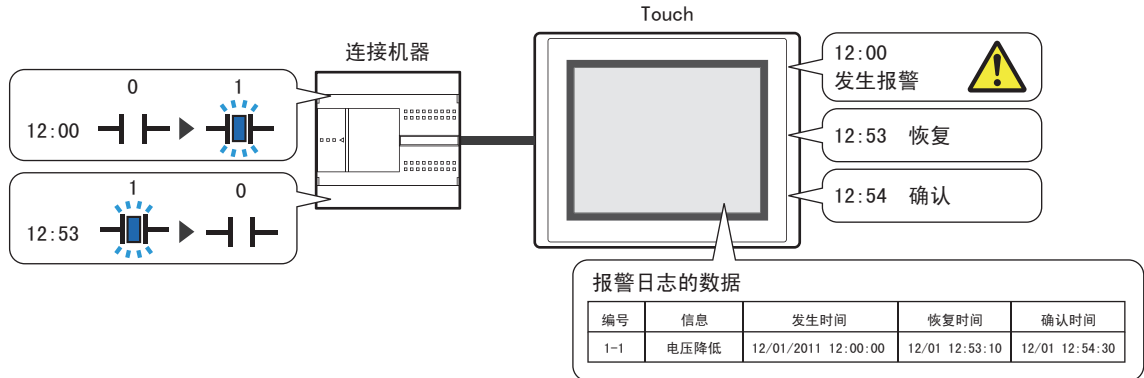 Touch
连接机器
0 1
12:00
1 0
12:53
12:00
发生报警
12:53 恢复
12:54 确认
报警日志的数据
编号 信息 发生时间 恢复时间 确认时间
1-1 电压降低 12/01/2011 12:00:00 12/01 12:53:10 12/01 12:54:30